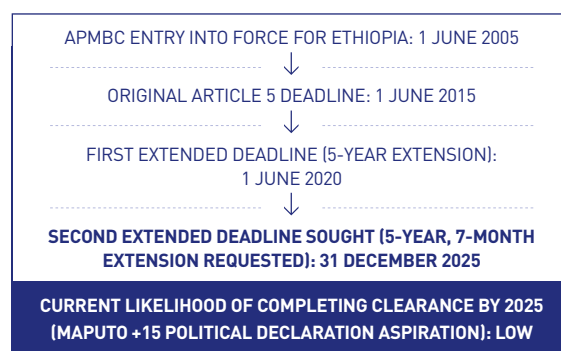 APMBC ENTRY INTO FORCE FOR ETHIOPIA: 1 JUNE 2005
ORIGINAL ARTICLE 5 DEADLINE: 1 JUNE 2015
FIRST EXTENDED DEADLINE (5-YEAR EXTENSION):
1 JUNE 2020
SECOND EXTENDED DEADLINE SOUGHT (5-YEAR, 7-MONTH
EXTENSION REQUESTED): 31 DECEMBER 2025
CURRENT LIKELIHOOD OF COMPLETING CLEARANCE BY 2025
(MAPUTO +15 POLITICAL DECLARATION ASPIRATION): LOW